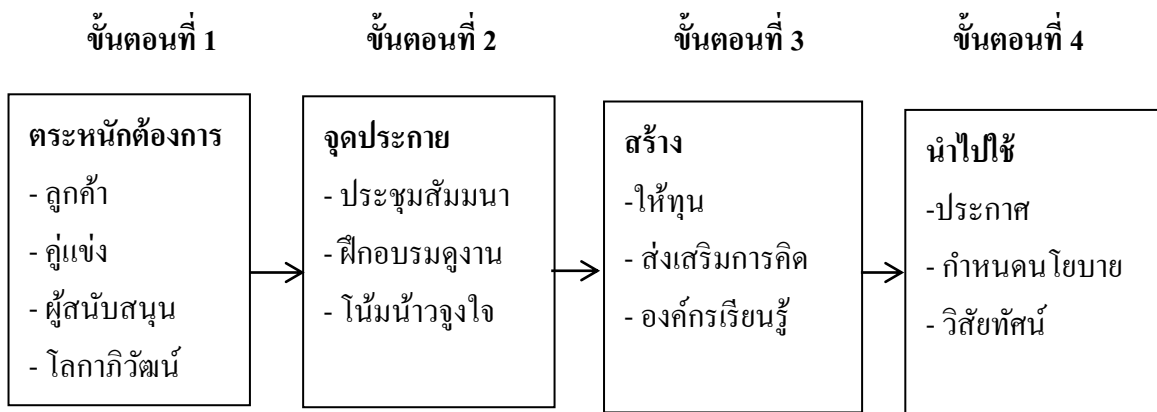 ขั้นตอนที่ 1
ขั้นตอนที่ 2
ขั้นตอนที่ 3
ขั้นตอนที่ 4
ตระหนักต้องการ
- ลูกค้า
- คู่แข่ง
- ผู้สนับสนุน
- โลกาภิวัฒน์
จุดประกาย
- ประชุมสัมมนา
- ฝึกอบรมดูงาน
- โน้มน้าวจูงใจ
สร้าง
-ให้ทุน
- ส่งเสริมการคิด
- องค์กรเรียนรู้
นำไปใช้
-ประกาศ
- กำหนดนโยบาย
- วิสัยทัศน์